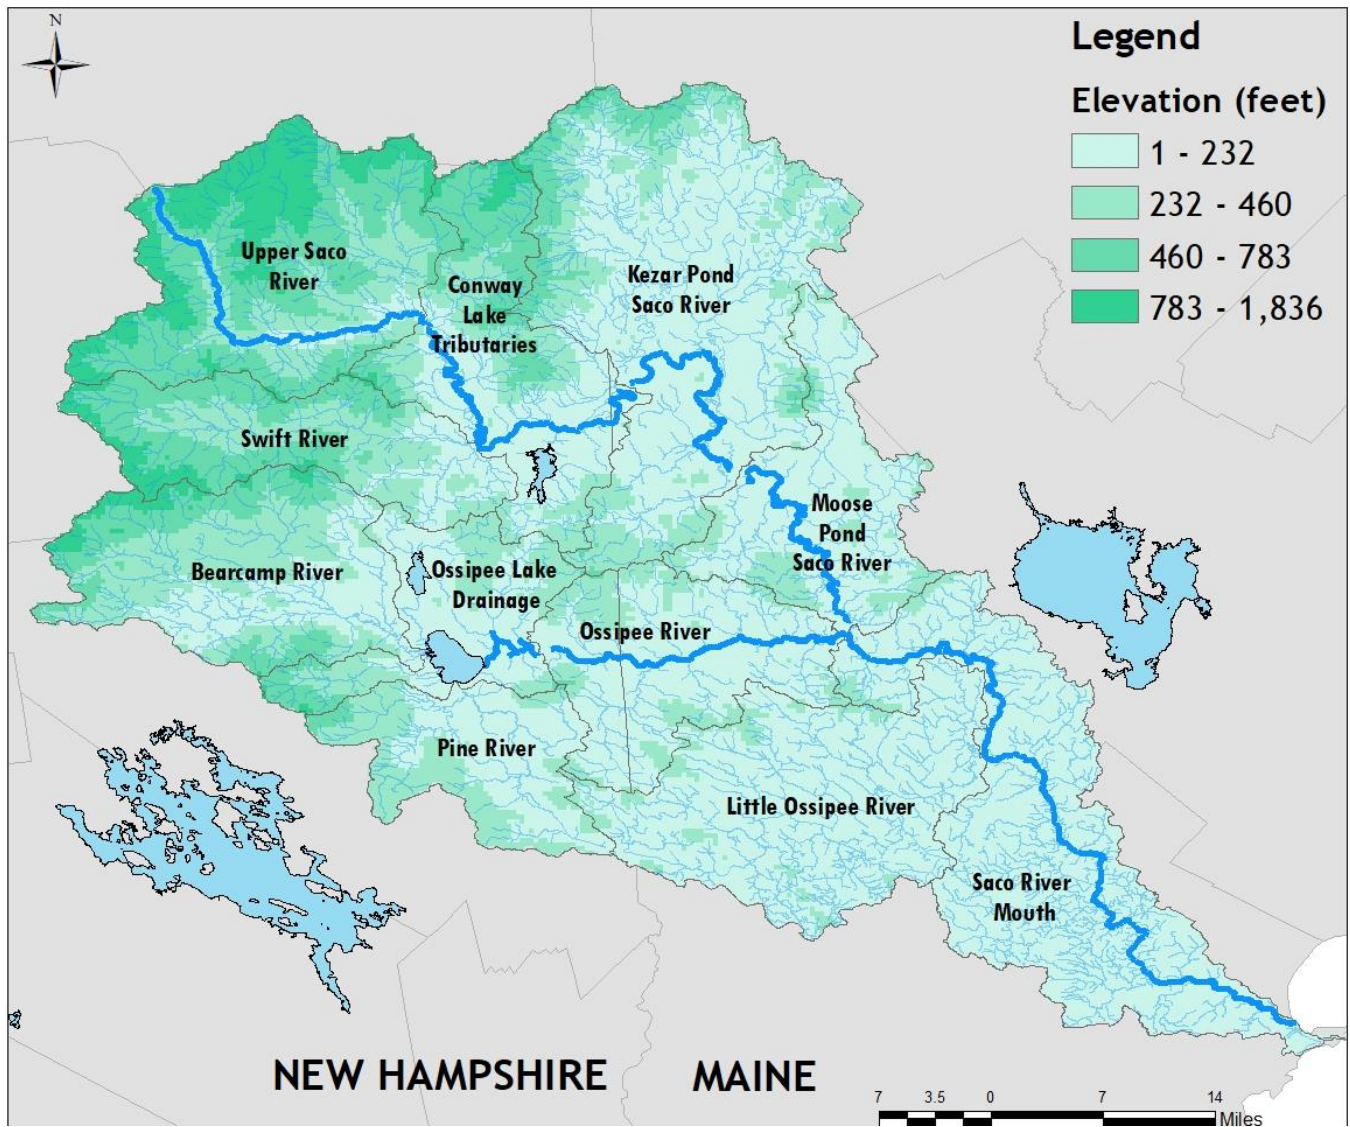 N
Legend
Elevation (feet)
1 - 232
232 - 460
460 - 783
783 - 1,836
Upper Saco
River
Conway
Lake
Tributaries
Kezar Pond
Saco River
Swift River
Moose
Pond
Saco River
Bearcamp River
Ossipee Lake
Drainage
Ossipee River
Pine River
Little Ossipee River
Saco River
Mouth
NEW HAMPSHIRE
MAINE
7 3.5 0 7 14
Miles